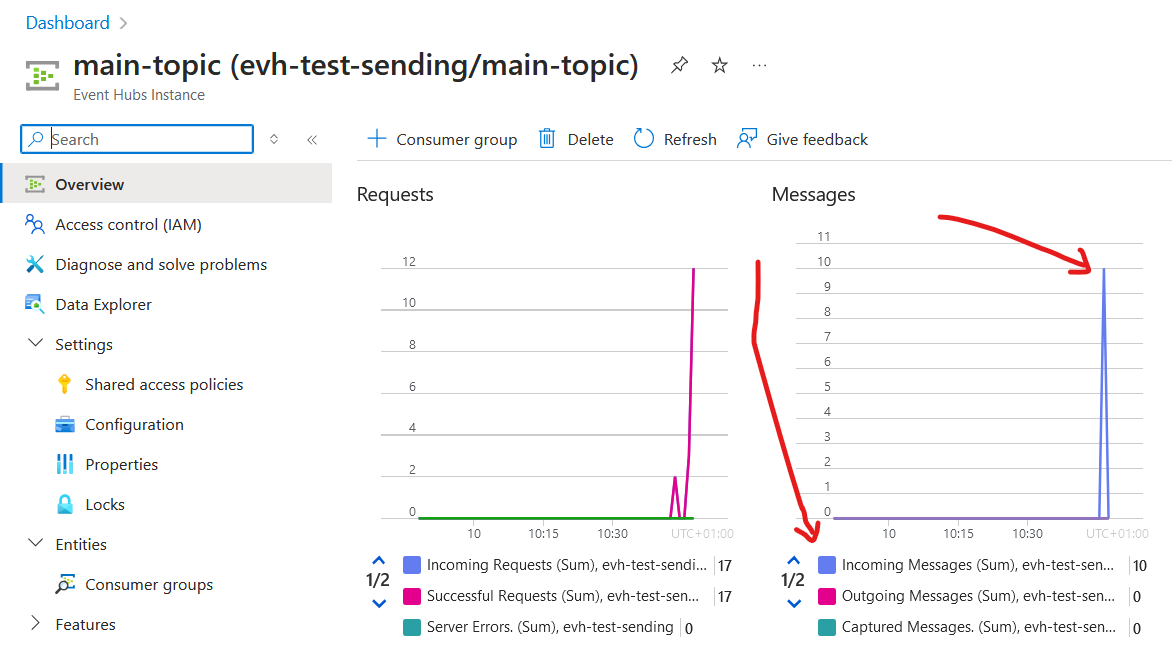 Dashboard
main-topic (evh-test-sending/main-topic)
Event Hubs Instance
Search
Consumer group
Delete
Refresh
Give feedback
Overview
Access control (IAM)
Diagnose and solve problems
Data Explorer
Settings
Shared access policies
Configuration
Properties
Locks
Entities
Consumer groups
Features
Requests
12
10
8
6
4
2
0
10
10:15
10:30
UTC+01:00
1/2
Incoming Requests (Sum), evh-test-sendi... 17
Successful Requests (Sum), evh-test-sen... 17
Server Errors. (Sum), evh-test-sending 0
Messages
11
10
9
8
7
6
5
4
3
2
1
0
10
10:15
10:30
UTC+01:00
1/2
Incoming Messages (Sum), evh-test-sen... 10
Outgoing Messages (Sum), evh-test-sen... 0
Captured Messages. (Sum), evh-test-sen... 0